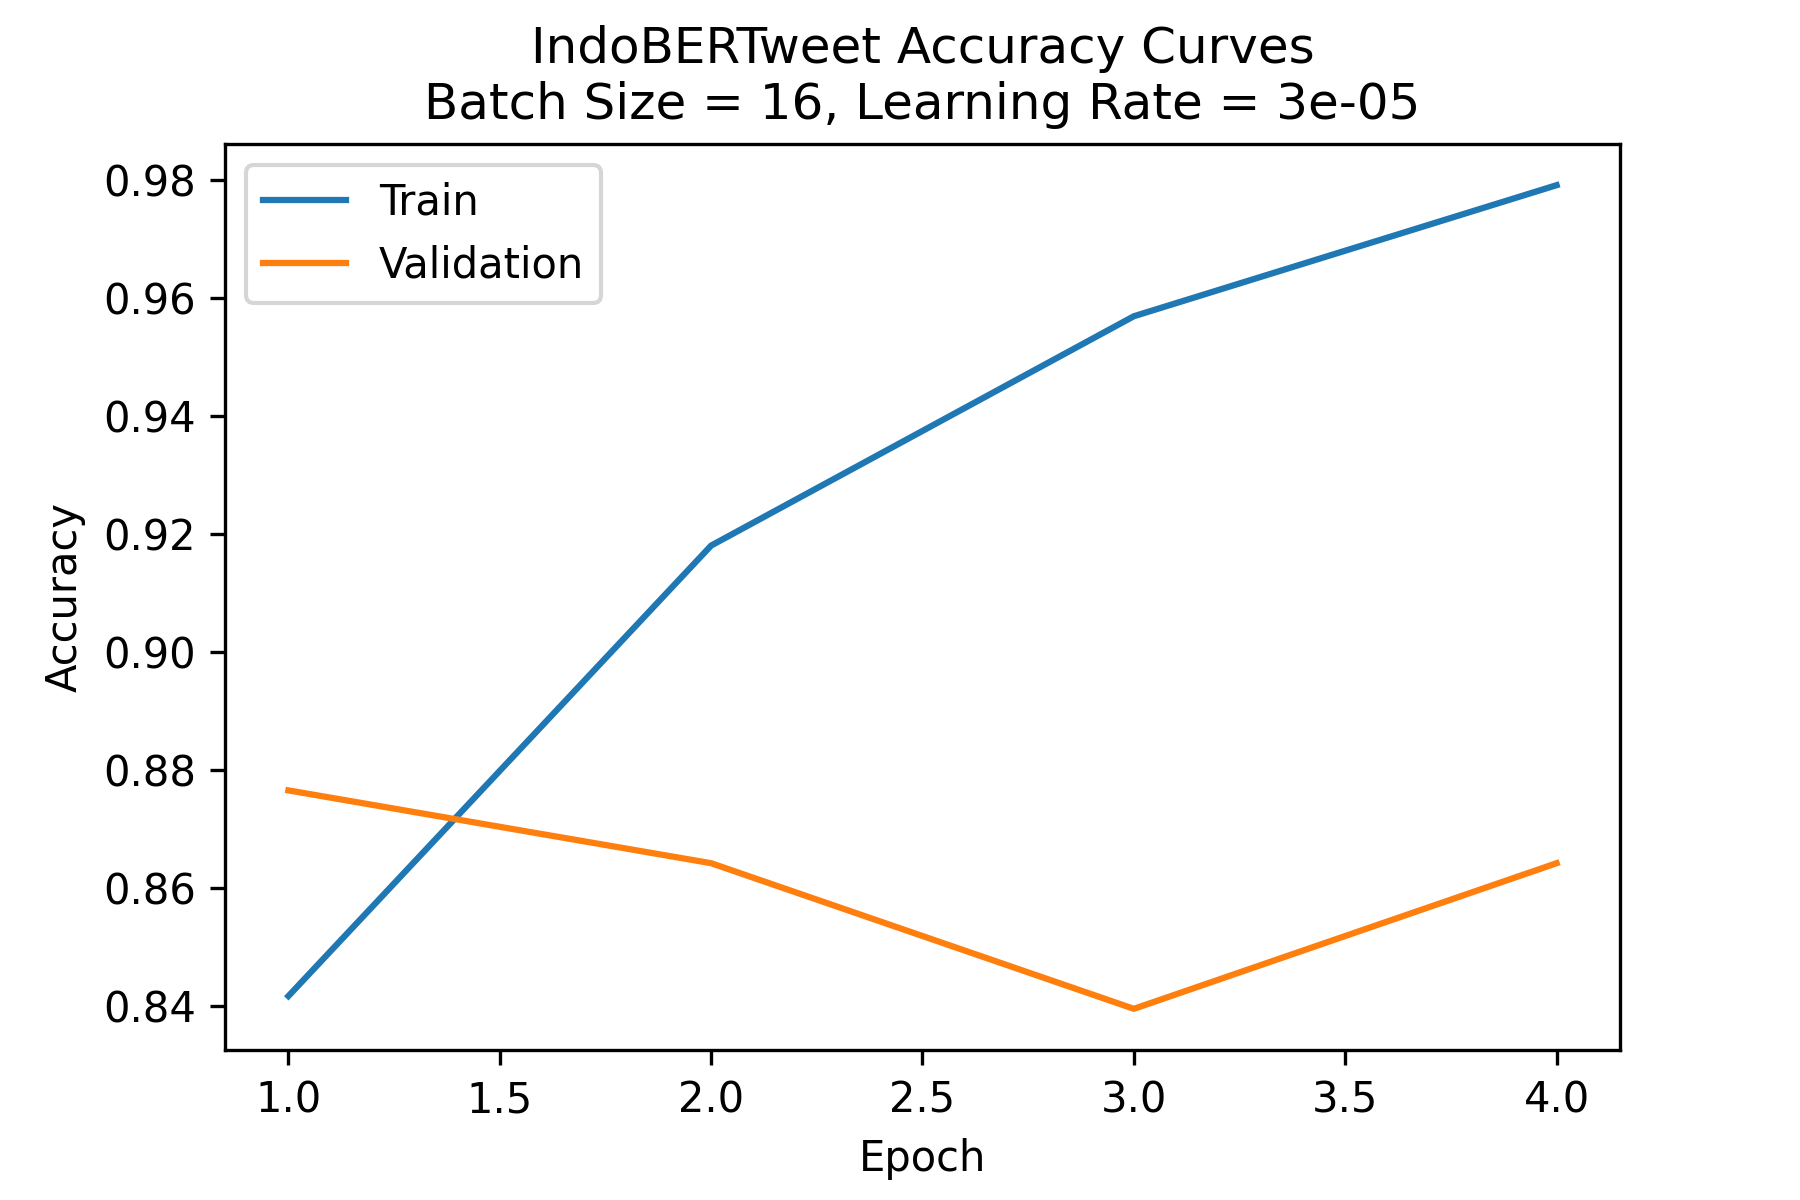 IndoBERTweet Accuracy Curves
Batch Size = 16, Learning Rate = 3e-05
Train
Validation
0.98
0.96
0.94
0.92
0.90
0.88
0.86
0.84
Accuracy
1.0 1.5 2.0 2.5 3.0 3.5 4.0
Epoch